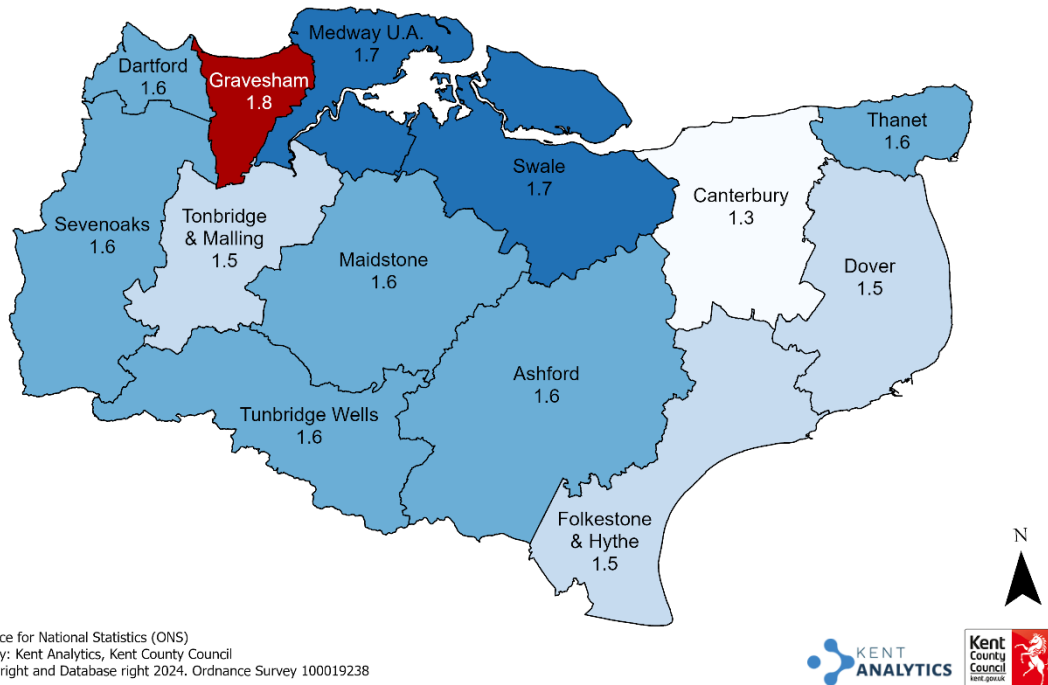 Medway U.A.
1.7
Dartford
1.6
Gravesham
1.8
Thanet
1.6
Swale
1.7
Canterbury
1.3
Sevenoaks
1.6
Tonbridge
& Malling
1.5
Maidstone
1.6
Dover
1.5
Ashford
1.6
Tunbridge Wells
1.6
Folkestone
& Hythe
1.5
N
ce for National Statistics (ONS)
y: Kent Analytics, Kent County Council
right and Database right 2024. Ordnance Survey 100019238
KENT
ANALYTICS
Kent
County
Council
kent.gov.uk